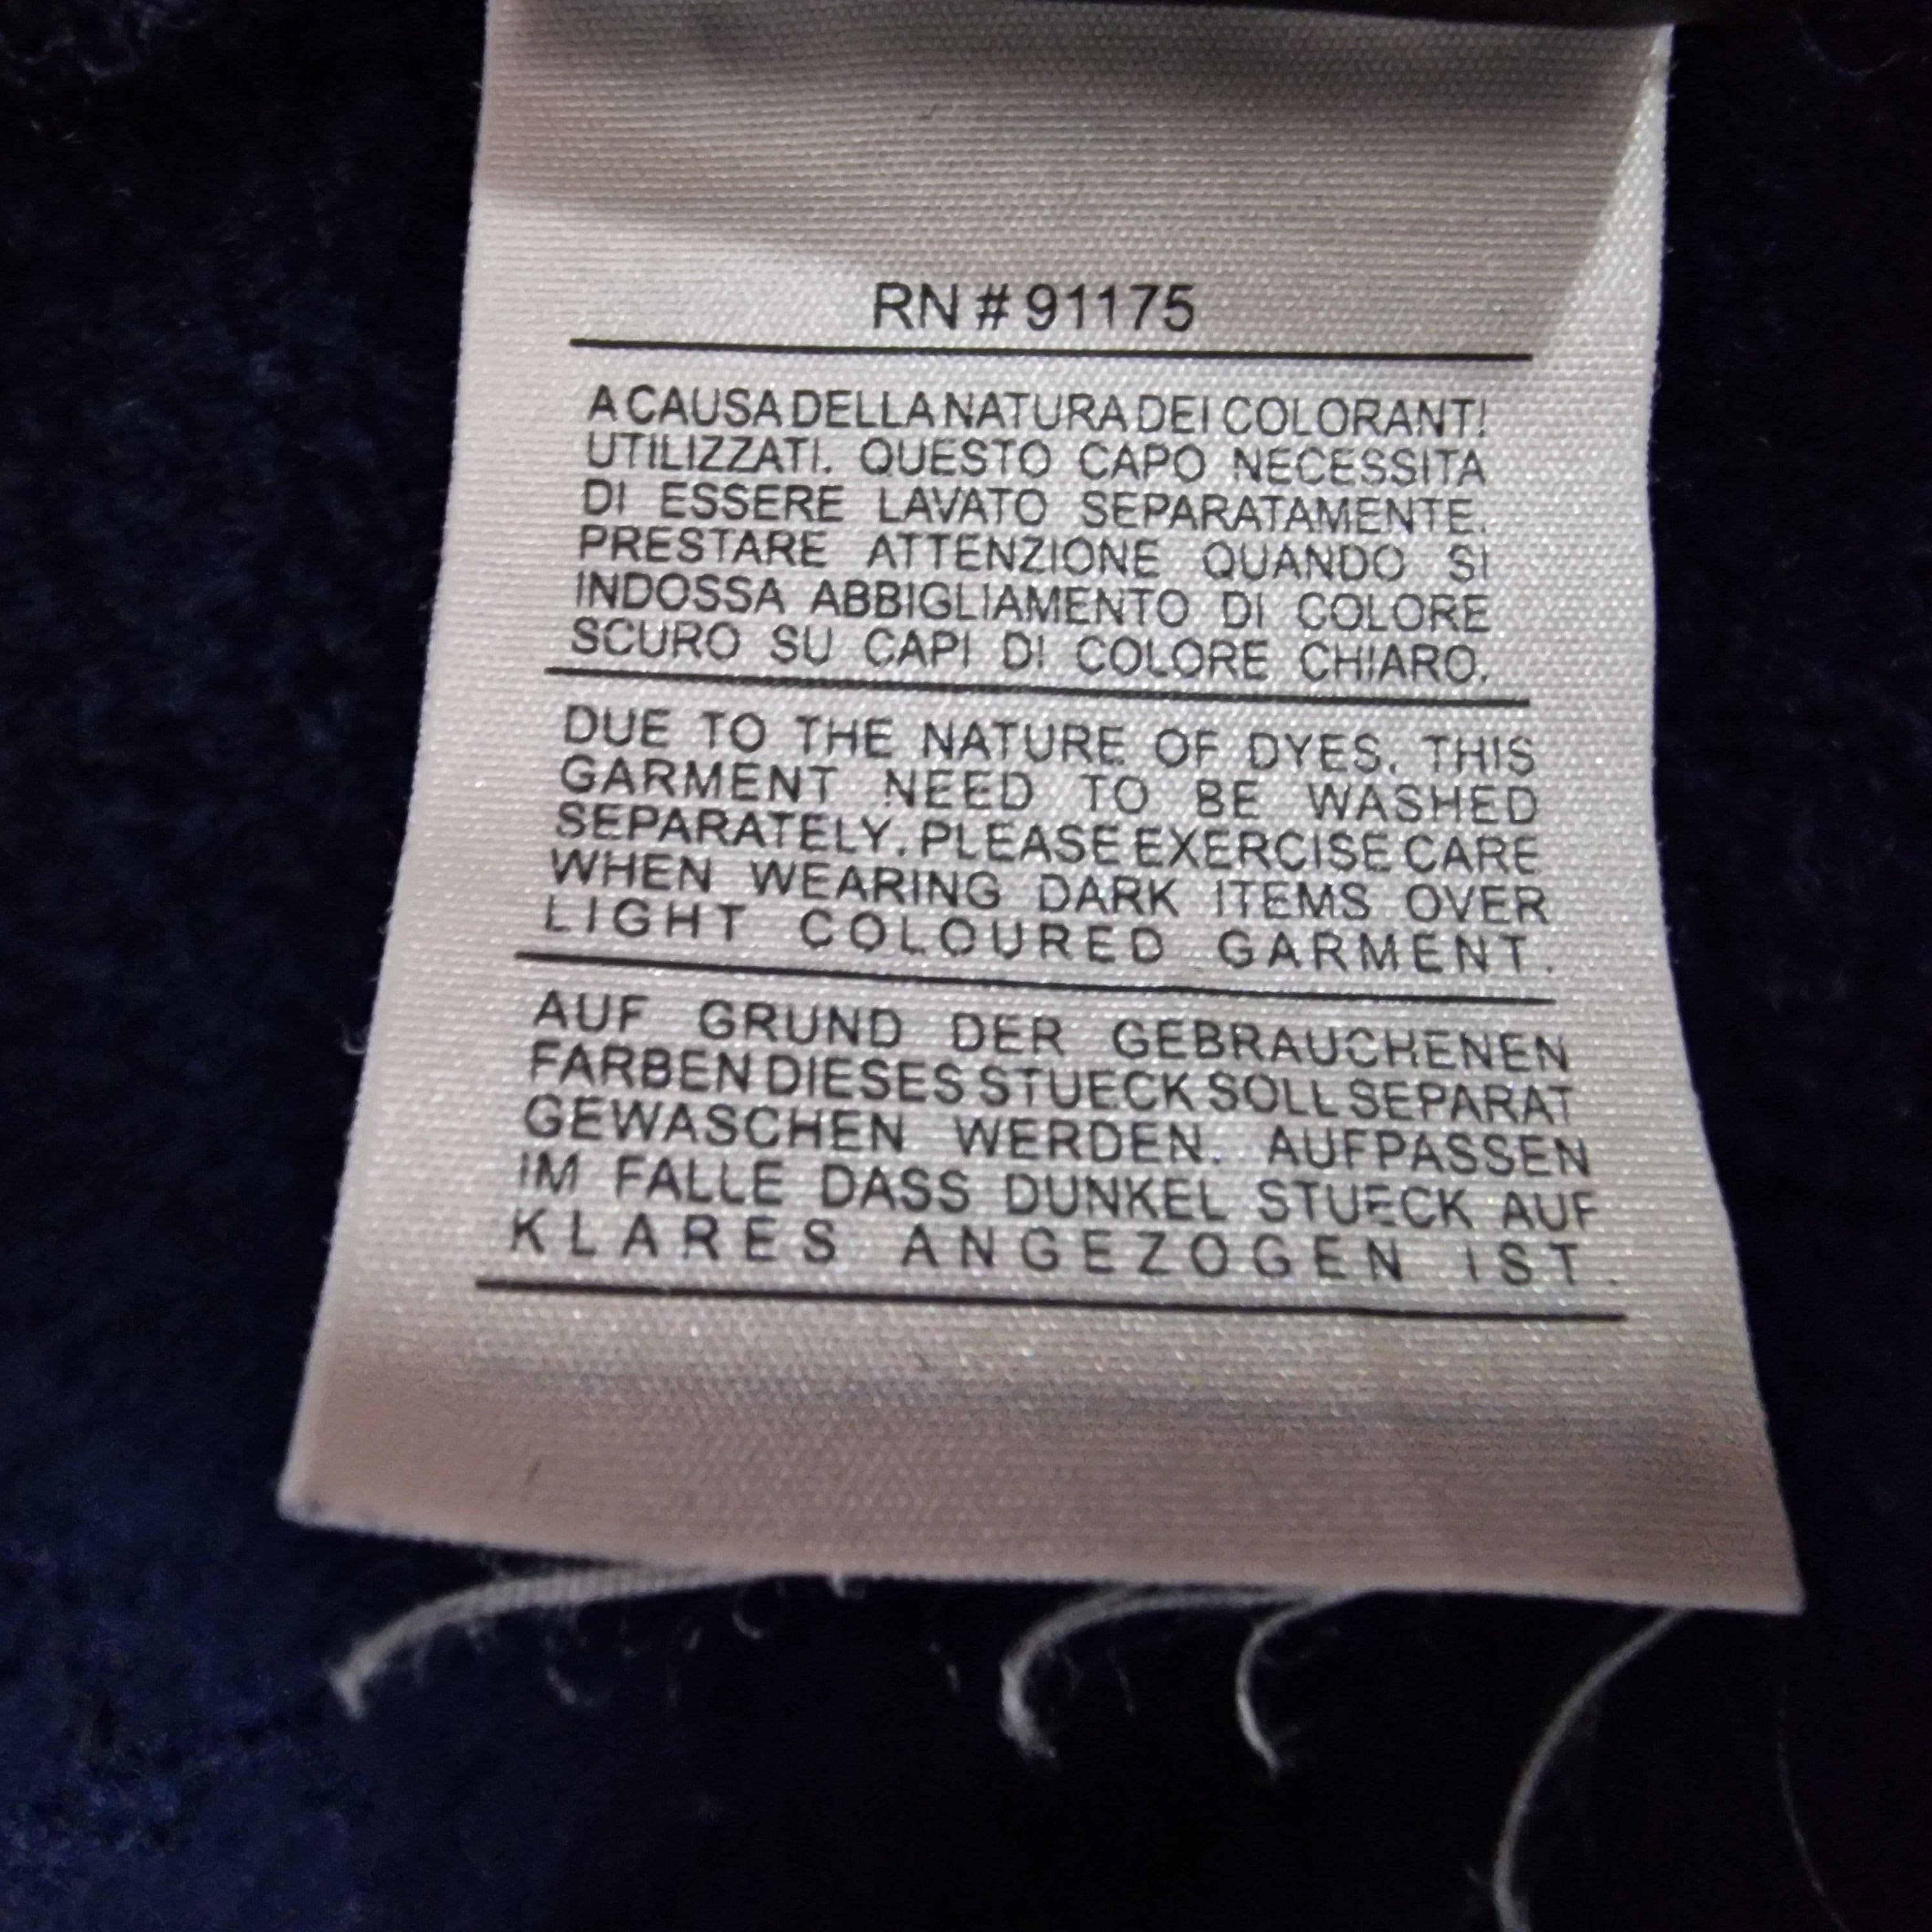 RN # 91175
A CAUSA DELLA NATURA DEI COLORANTI
UTILIZZATI. QUESTO CAPO NECESSITA
DI ESSERE LAVATO SEPARATAMENTE.
PRESTARE ATTENZIONE QUANDO SI
INDOSSA ABBIGLIAMENTO DI COLORE
SCURO SU CAPI DI COLORE CHIARO.
DUE TO THE NATURE OF DYES. THIS
GARMENT NEED TO BE WASHED
SEPARATELY. PLEASE EXERCISE CARE
WHEN WEARING DARK ITEMS OVER
LIGHT COLOURED GARMENT.
AUF GRUND DER GEBRAUCHENEN
FARBEN DIESES STUECK SOLL SEPARAT
GEWASCHEN WERDEN. AUFPASSEN
IM FALLE DASS DUNKEL STUECK AUF
KLARES ANGEZOGEN IST.